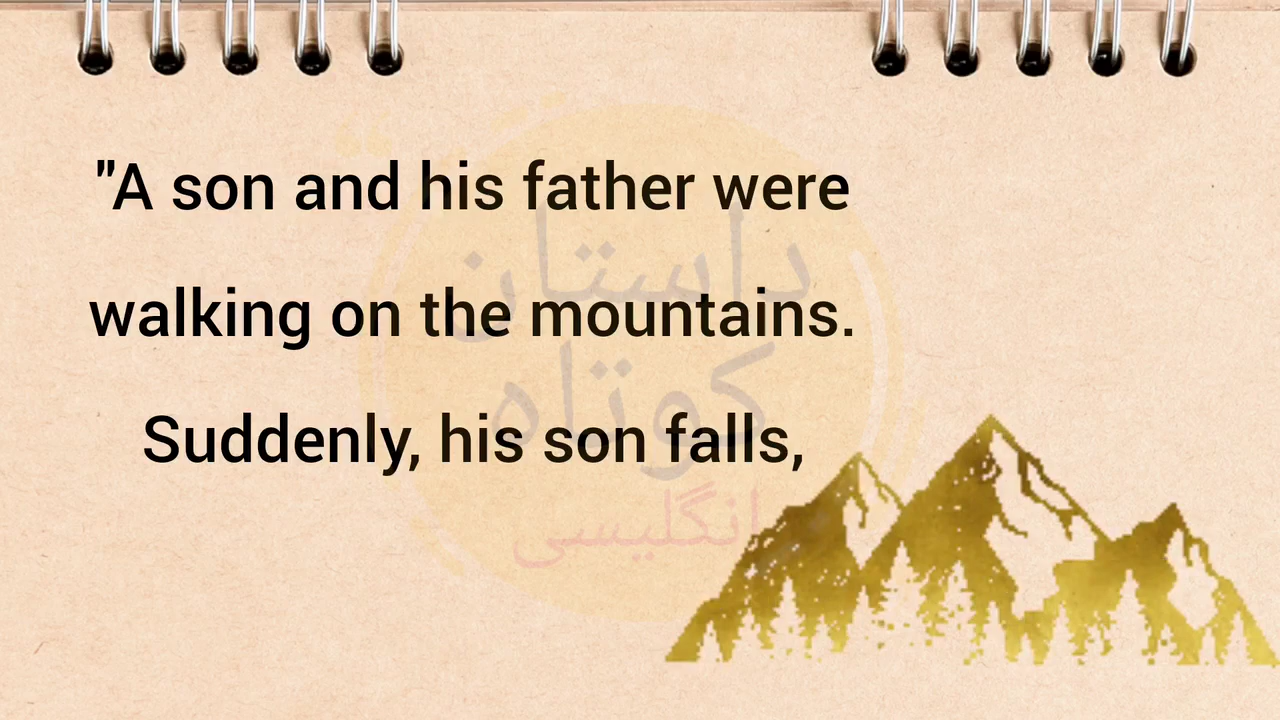 "A son and his father were
walking on the mountains.
Suddenly, his son falls,
داستان
کوتاه
انگلیسی